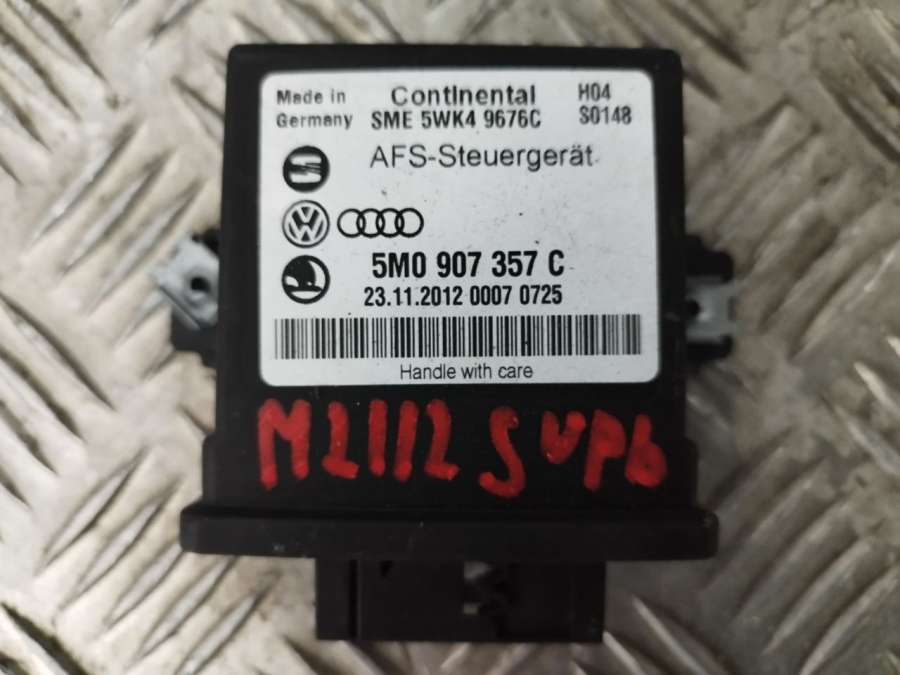 Made in Continental H04
Germany SME 5WK4 9676C S0148
AFS-Steuergerät
5M0 907 357 C
23.11.2012 0007 0725
Handle with care
M2112 SUPb